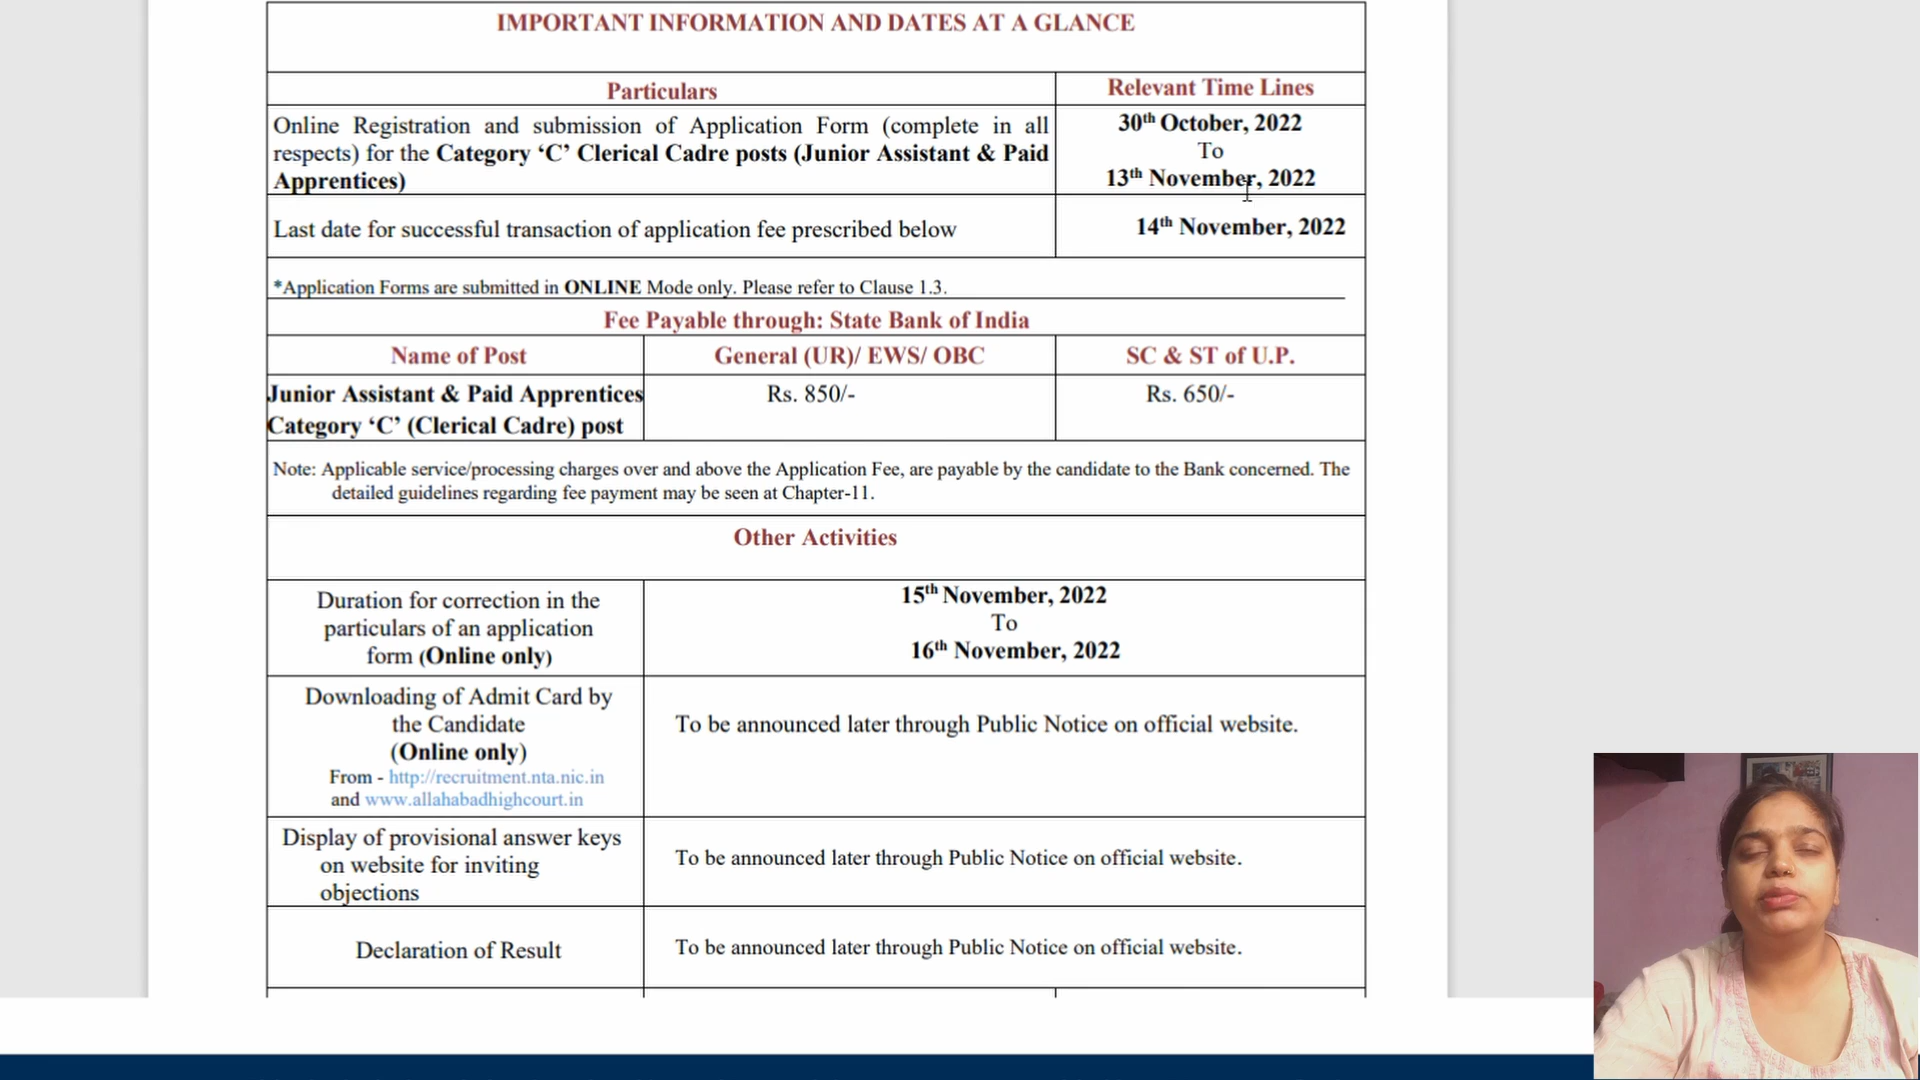 IMPORTANT INFORMATION AND DATES AT A GLANCE
Particulars
Relevant Time Lines
Online Registration and submission of Application Form (complete in all
respects) for the Category ‘C’ Clerical Cadre posts (Junior Assistant & Paid
Apprentices)
30th October, 2022
To
13th November, 2022
Last date for successful transaction of application fee prescribed below
14th November, 2022
*Application Forms are submitted in ONLINE Mode only. Please refer to Clause 1.3.
Fee Payable through: State Bank of India
Name of Post
General (UR)/ EWS/ OBC
SC & ST of U.P.
Junior Assistant & Paid Apprentices
Category ‘C’ (Clerical Cadre) post
Rs. 850/-
Rs. 650/-
Note: Applicable service/processing charges over and above the Application Fee, are payable by the candidate to the Bank concerned. The
detailed guidelines regarding fee payment may be seen at Chapter-11.
Other Activities
Duration for correction in the
particulars of an application
form (Online only)
15th November, 2022
To
16th November, 2022
Downloading of Admit Card by
the Candidate
(Online only)
From - http://recruitment.nta.nic.in
and www.allahabadhighcourt.in
To be announced later through Public Notice on official website.
Display of provisional answer keys
on website for inviting
objections
To be announced later through Public Notice on official website.
Declaration of Result
To be announced later through Public Notice on official website.